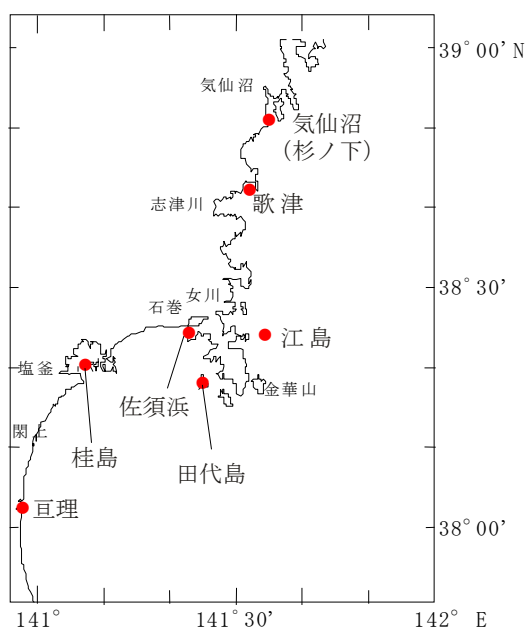 39°00'N
気仙沼
気仙沼
(杉ノ下)
志津川
歌津
38°30'
女川
石巻
江島
塩釜
金華山
佐須浜
閖上
桂島
田代島
亘理
38°00'
141°
141°30'
142° E